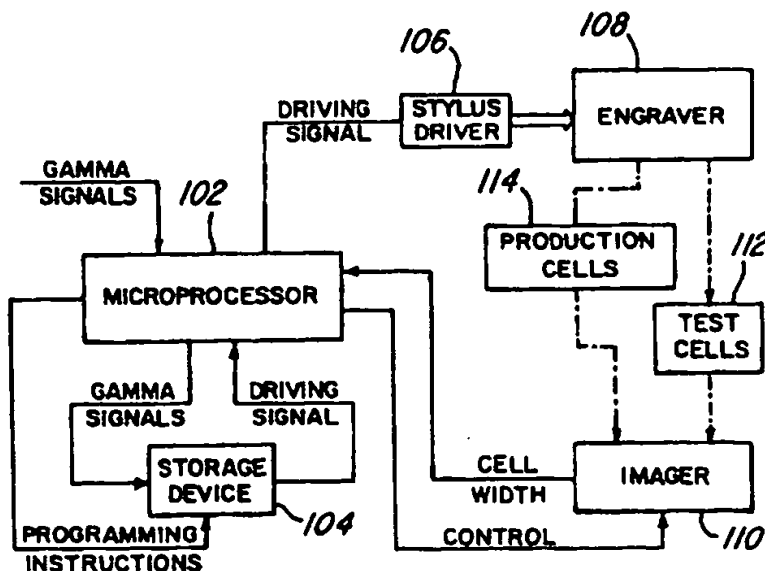 106
108
DRIVING
SIGNAL
STYLUS
DRIVER
ENGRAVER
GAMMA
SIGNALS
102
114
PRODUCTION
CELLS
112
MICROPROCESSOR
TEST
CELLS
GAMMA
SIGNALS
DRIVING
SIGNAL
STORAGE
DEVICE
104
CELL
WIDTH
IMAGER
PROGRAMMING
INSTRUCTIONS
CONTROL
110